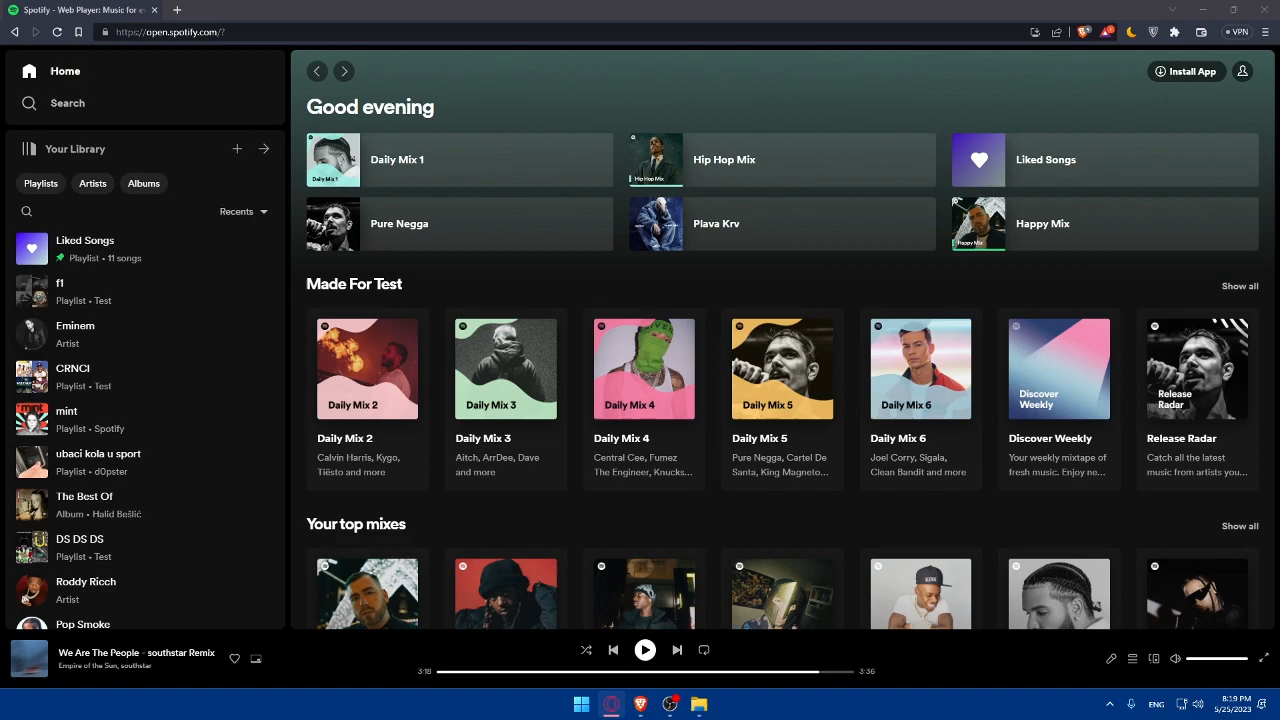 Spotify - Web Player: Music for ev
https://open.spotify.com/?
VPN
Home
Search
Your Library
Playlists
Artists
Albums
Recents
Liked Songs
Playlist • 11 songs
f1
Playlist • Test
Eminem
Artist
CRNCI
Playlist • Test
mint
Playlist • Spotify
ubaci kola u sport
Playlist • d0pster
The Best Of
Album • Halid Bešlić
DS DS DS
Playlist • Test
Roddy Ricch
Artist
Pop Smoke
Install App
Good evening
Daily Mix 1
Daily Mix 1
Hip Hop Mix
Hip Hop Mix
Liked Songs
Pure Negga
Plava Krv
Happy Mix
Happy Mix
Made For Test
Show all
Daily Mix 2
Daily Mix 3
Daily Mix 4
Daily Mix 5
Daily Mix 6
Discover
Weekly
Release
Radar
Daily Mix 2
Calvin Harris, Kygo,
Tiësto and more
Daily Mix 3
Aitch, ArrDee, Dave
and more
Daily Mix 4
Central Cee, Fumez
The Engineer, Knucks...
Daily Mix 5
Pure Negga, Cartel De
Santa, King Magneto...
Daily Mix 6
Joel Corry, Sigala,
Clean Bandit and more
Discover Weekly
Your weekly mixtape of
fresh music. Enjoy ne...
Release Radar
Catch all the latest
music from artists you...
Your top mixes
Show all
We Are The People - southstar Remix
Empire of the Sun, southstar
3:18
3:36
ENG
8:19 PM
5/25/2023